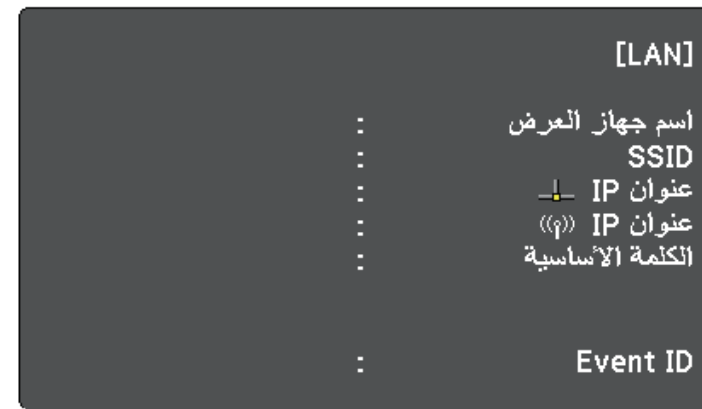 [LAN]
اسم جهاز العرض :
SSID :
عنوان IP :
عنوان IP :
الكلمة الأساسية :
Event ID :